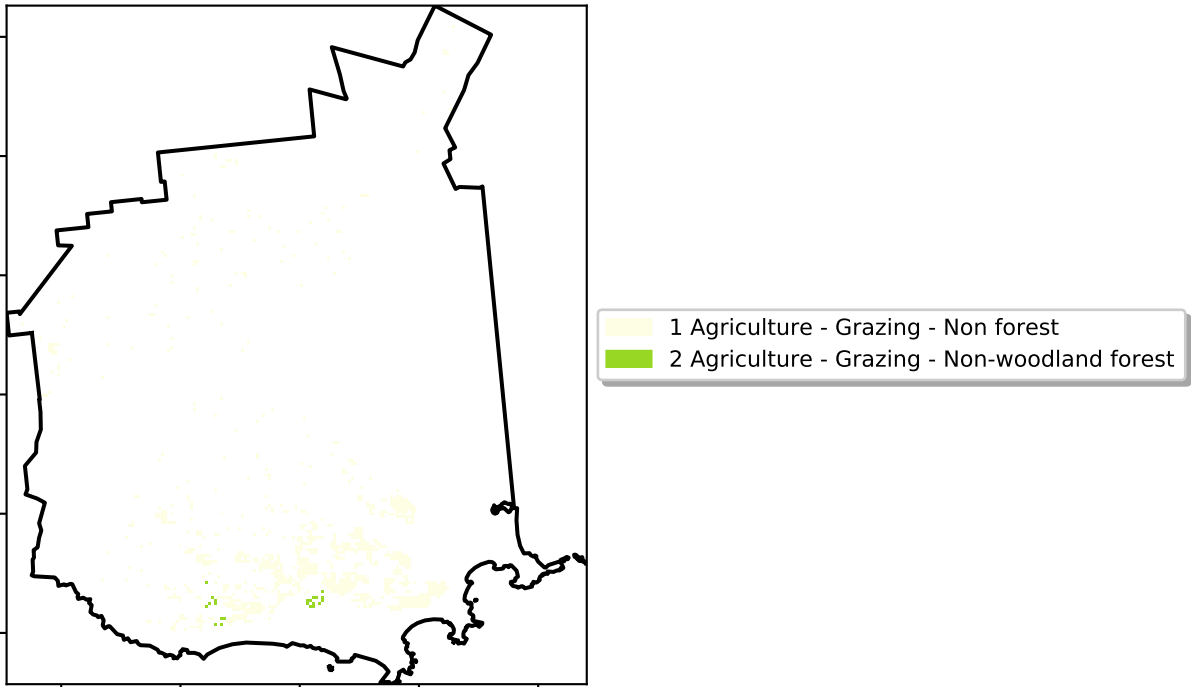 1 Agriculture - Grazing - Non forest
2 Agriculture - Grazing - Non-woodland forest